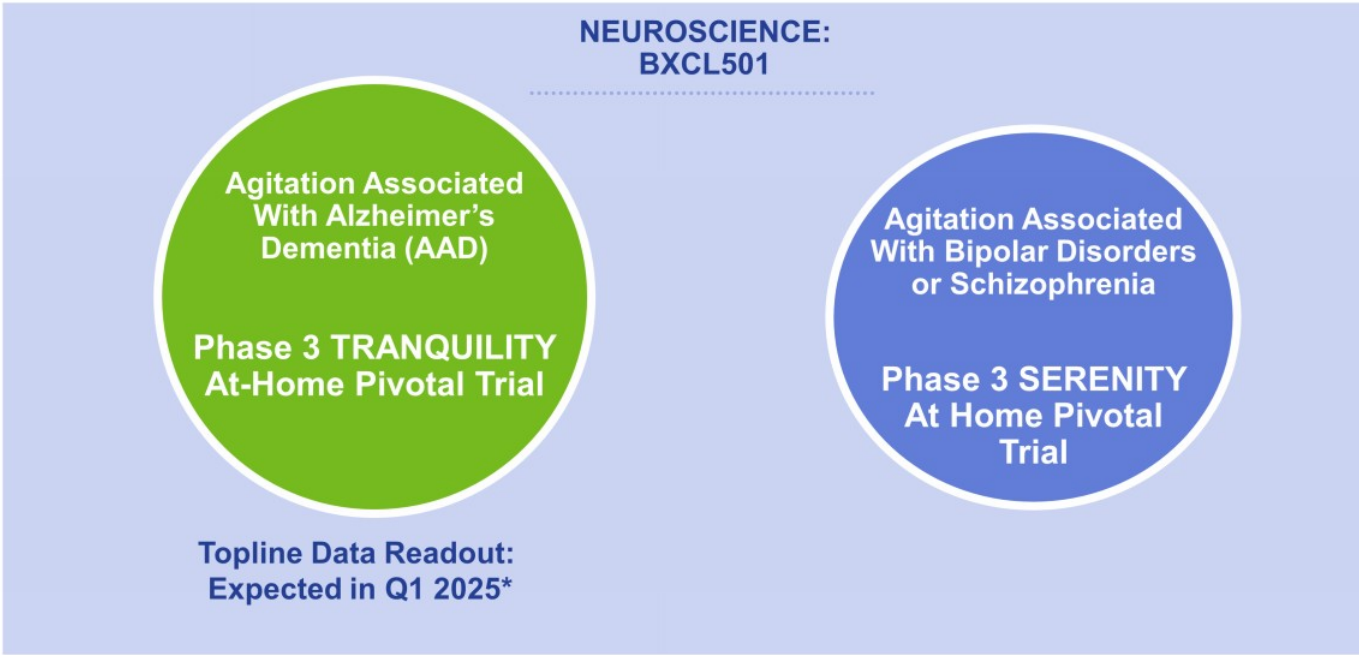 NEUROSCIENCE:
BXCL501
Agitation Associated
With Alzheimer’s
Dementia (AAD)
Phase 3 TRANQUILITY
At-Home Pivotal Trial
Topline Data Readout:
Expected in Q1 2025*
Agitation Associated
With Bipolar Disorders
or Schizophrenia
Phase 3 SERENITY
At Home Pivotal
Trial